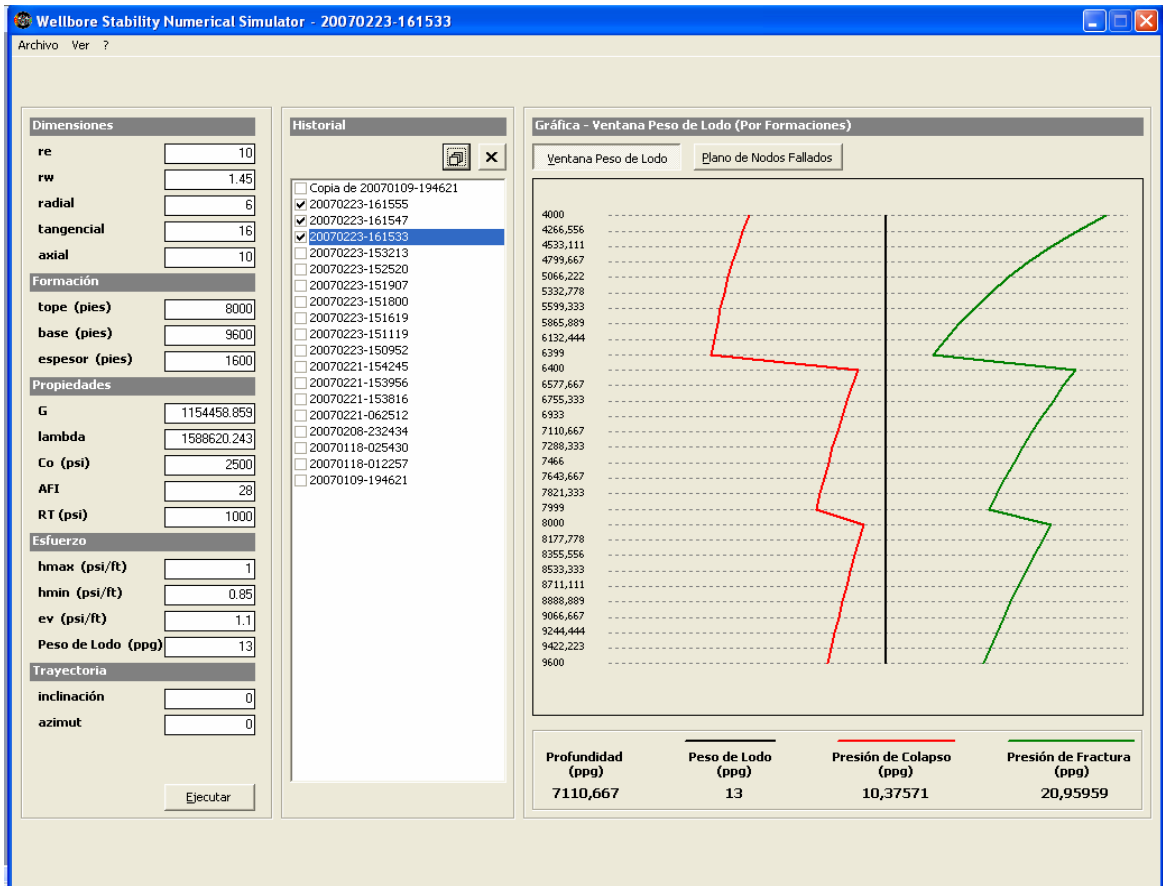 Wellbore Stability Numerical Simulator - 20070223-161533
Archivo Ver ?
Dimensiones
re 10
rw 1.45
radial 6
tangencial 16
axial 10
Formación
tope (pies) 8000
base (pies) 9600
espesor (pies) 1600
Propiedades
G 1154458.859
lambda 1588620.243
Co (psi) 2500
AFI 28
RT (psi) 1000
Esfuerzo
hmax (psi/ft) 1
hmin (psi/ft) 0.85
ev (psi/ft) 1.1
Peso de Lodo (ppg) 13
Trayectoria
inclinación 0
azimut 0
Ejecutar
Historial
Copia de 20070109-194621
20070223-161555
20070223-161547
20070223-161533
20070223-153213
20070223-152520
20070223-151907
20070223-151800
20070223-151619
20070223-151119
20070223-150952
20070221-154245
20070221-153956
20070221-153816
20070221-062512
20070208-232434
20070118-025430
20070118-012257
20070109-194621
Gráfica - Ventana Peso de Lodo (Por Formaciones)
Ventana Peso de Lodo Plano de Nodos Fallados
4000
4266,556
4533,111
4799,667
5066,222
5332,778
5599,333
5865,889
6132,444
6399
6400
6577,667
6755,333
6933
7110,667
7288,333
7466
7643,667
7821,333
7999
8000
8177,778
8355,556
8533,333
8711,111
8888,889
9066,667
9244,444
9422,223
9600
Profundidad (ppg)
7110,667
Peso de Lodo (ppg)
13
Presión de Colapso (ppg)
10,37571
Presión de Fractura (ppg)
20,95959